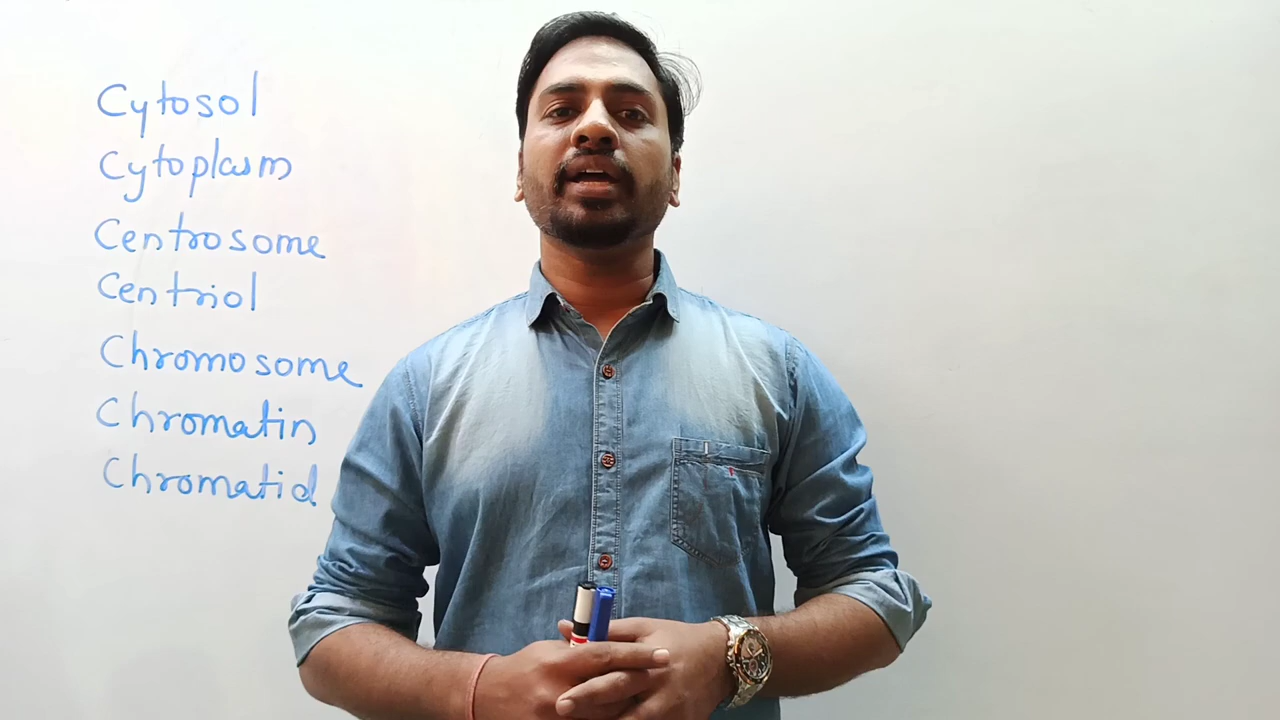 Cytosol
Cytoplasm
Centrosome
Centriol
Chromosome
Chromatin
Chromatid